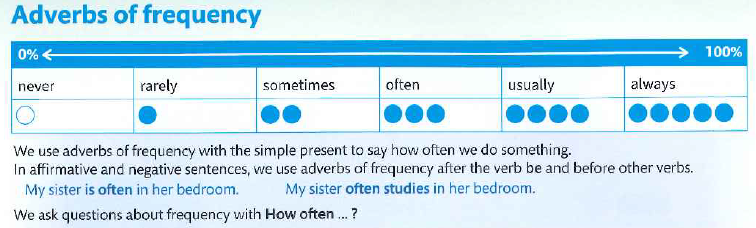 Adverbs of frequency
0% 100%
never rarely sometimes often usually always
We use adverbs of frequency with the simple present to say how often we do something.
In affirmative and negative sentences, we use adverbs of frequency after the verb be and before other verbs.
My sister is often in her bedroom. My sister often studies in her bedroom.
We ask questions about frequency with How often ... ?